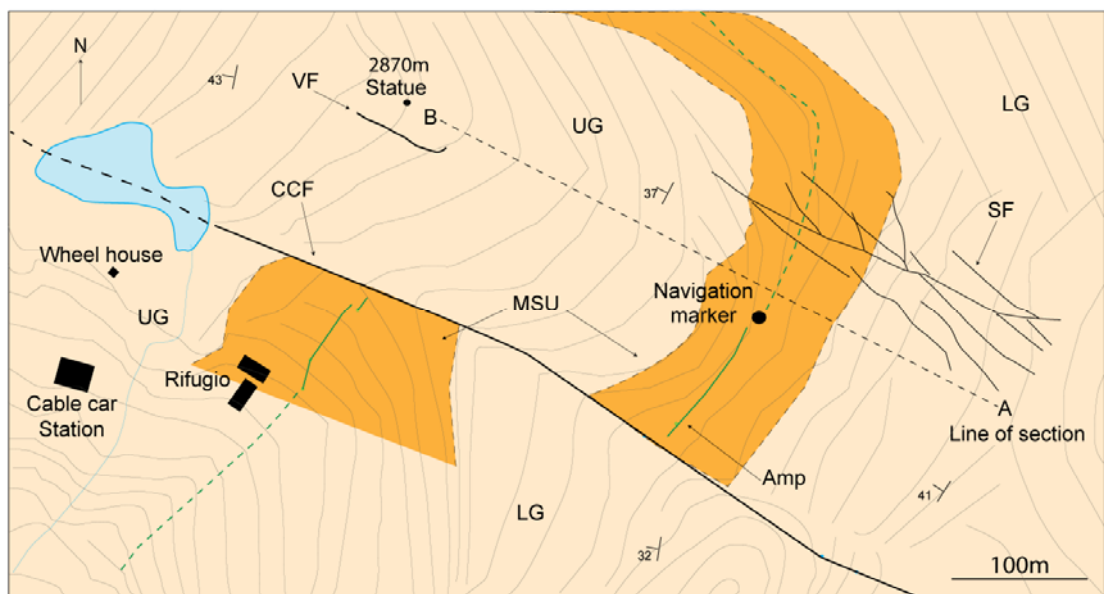 N
43
VF
2870m
Statue
B
UG
LG
CCF
37
SF
Wheel house
MSU
Navigation
marker
UG
Rifugio
Cable car
Station
A
Line of section
Amp
41
LG
32
100m